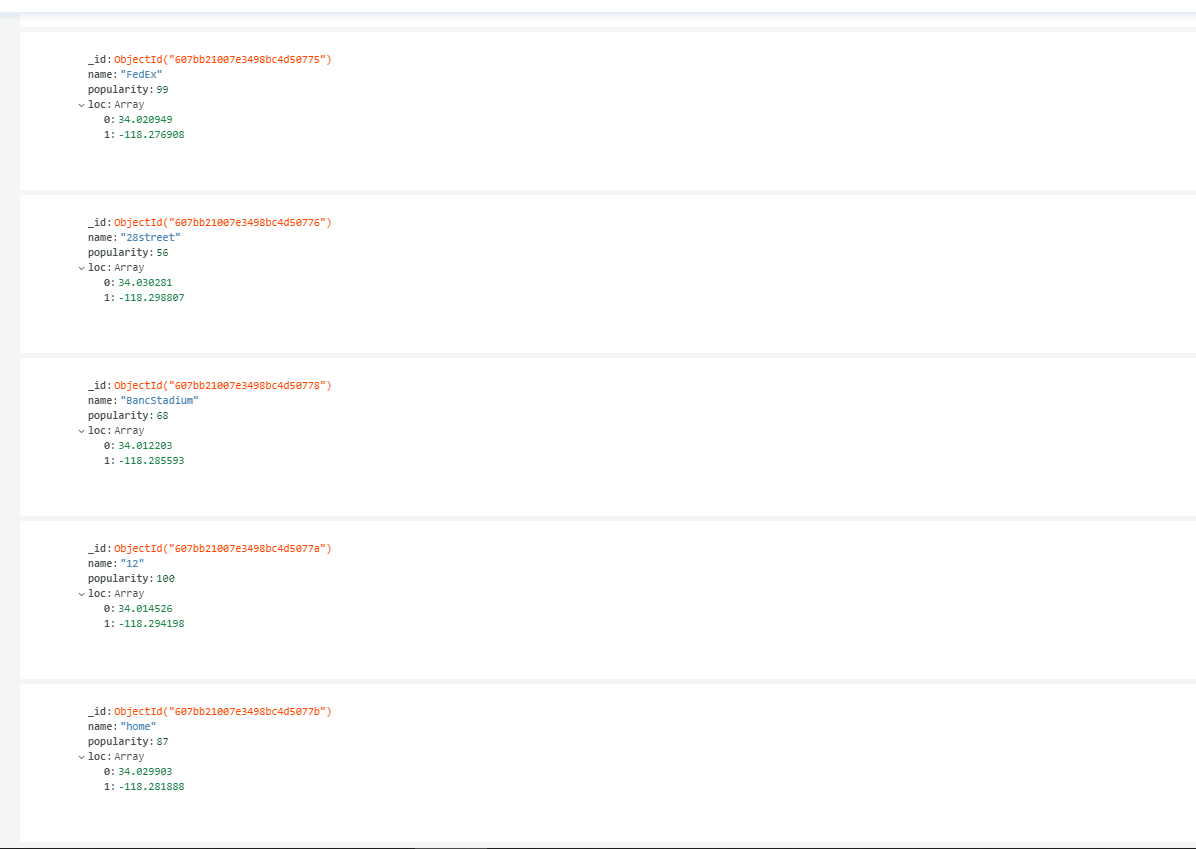 _id: ObjectId("607bb21007e3498bc4d50775")
name: "FedEx"
popularity: 99
loc: Array
0: 34.020949
1: -118.276908
_id: ObjectId("607bb21007e3498bc4d50776")
name: "28street"
popularity: 56
loc: Array
0: 34.030281
1: -118.298807
_id: ObjectId("607bb21007e3498bc4d50778")
name: "BancStadium"
popularity: 68
loc: Array
0: 34.012203
1: -118.285593
_id: ObjectId("607bb21007e3498bc4d5077a")
name: "12"
popularity: 100
loc: Array
0: 34.014526
1: -118.294198
_id: ObjectId("607bb21007e3498bc4d5077b")
name: "home"
popularity: 87
loc: Array
0: 34.029903
1: -118.281888